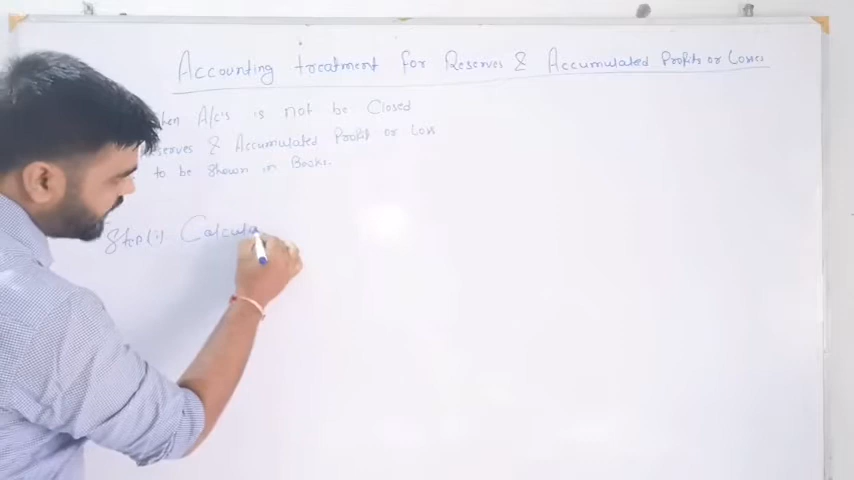 Accounting treatment for Reserves & Accumulated Profits or Losses
A/c's is not be Closed
Reserves & Accumulated Profits or Loss
to be Shown in Books.
Step(i) Calcula